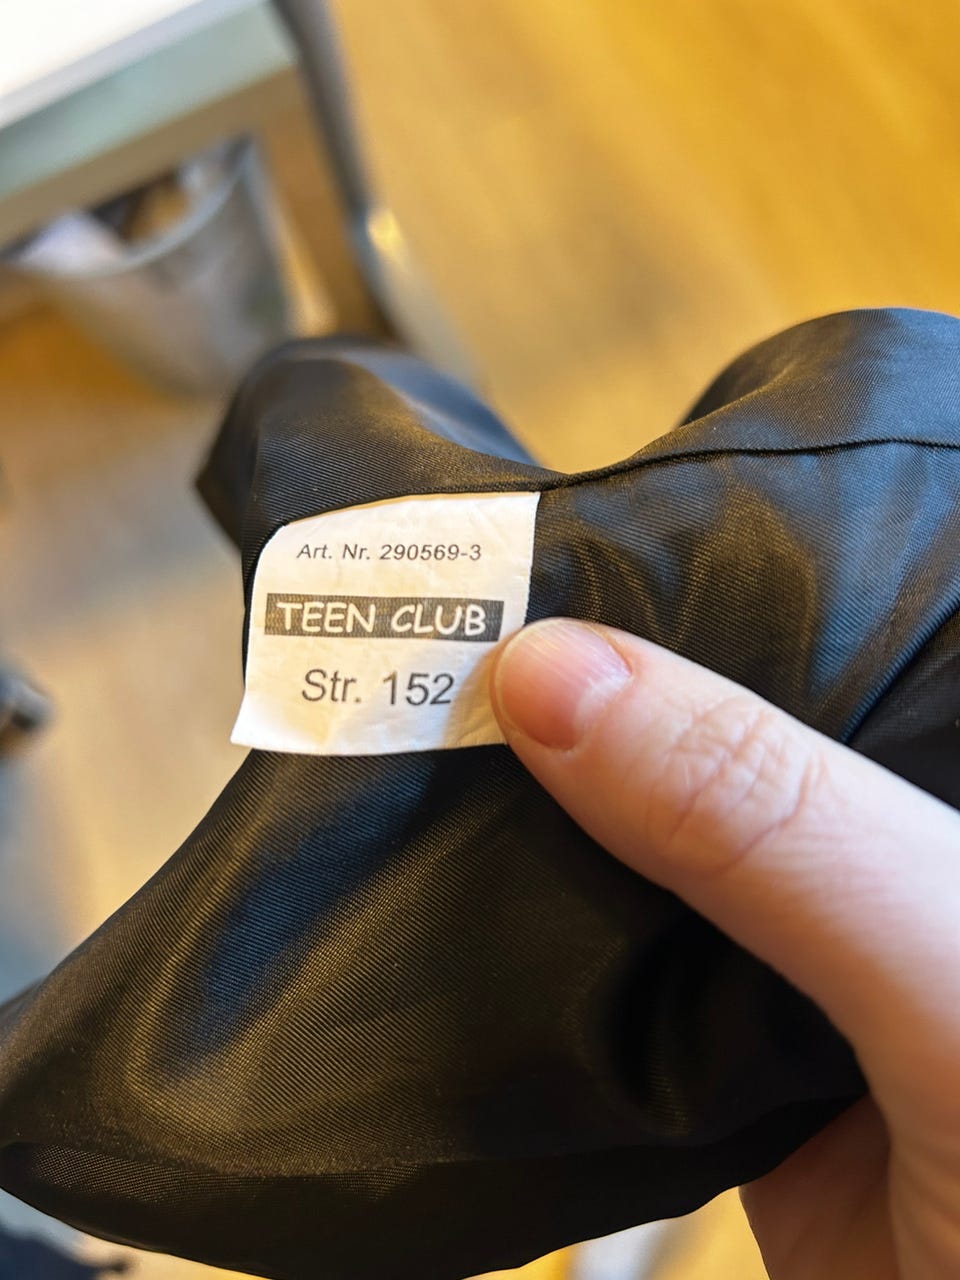 Art. Nr. 290569-3
TEEN CLUB
Str. 152